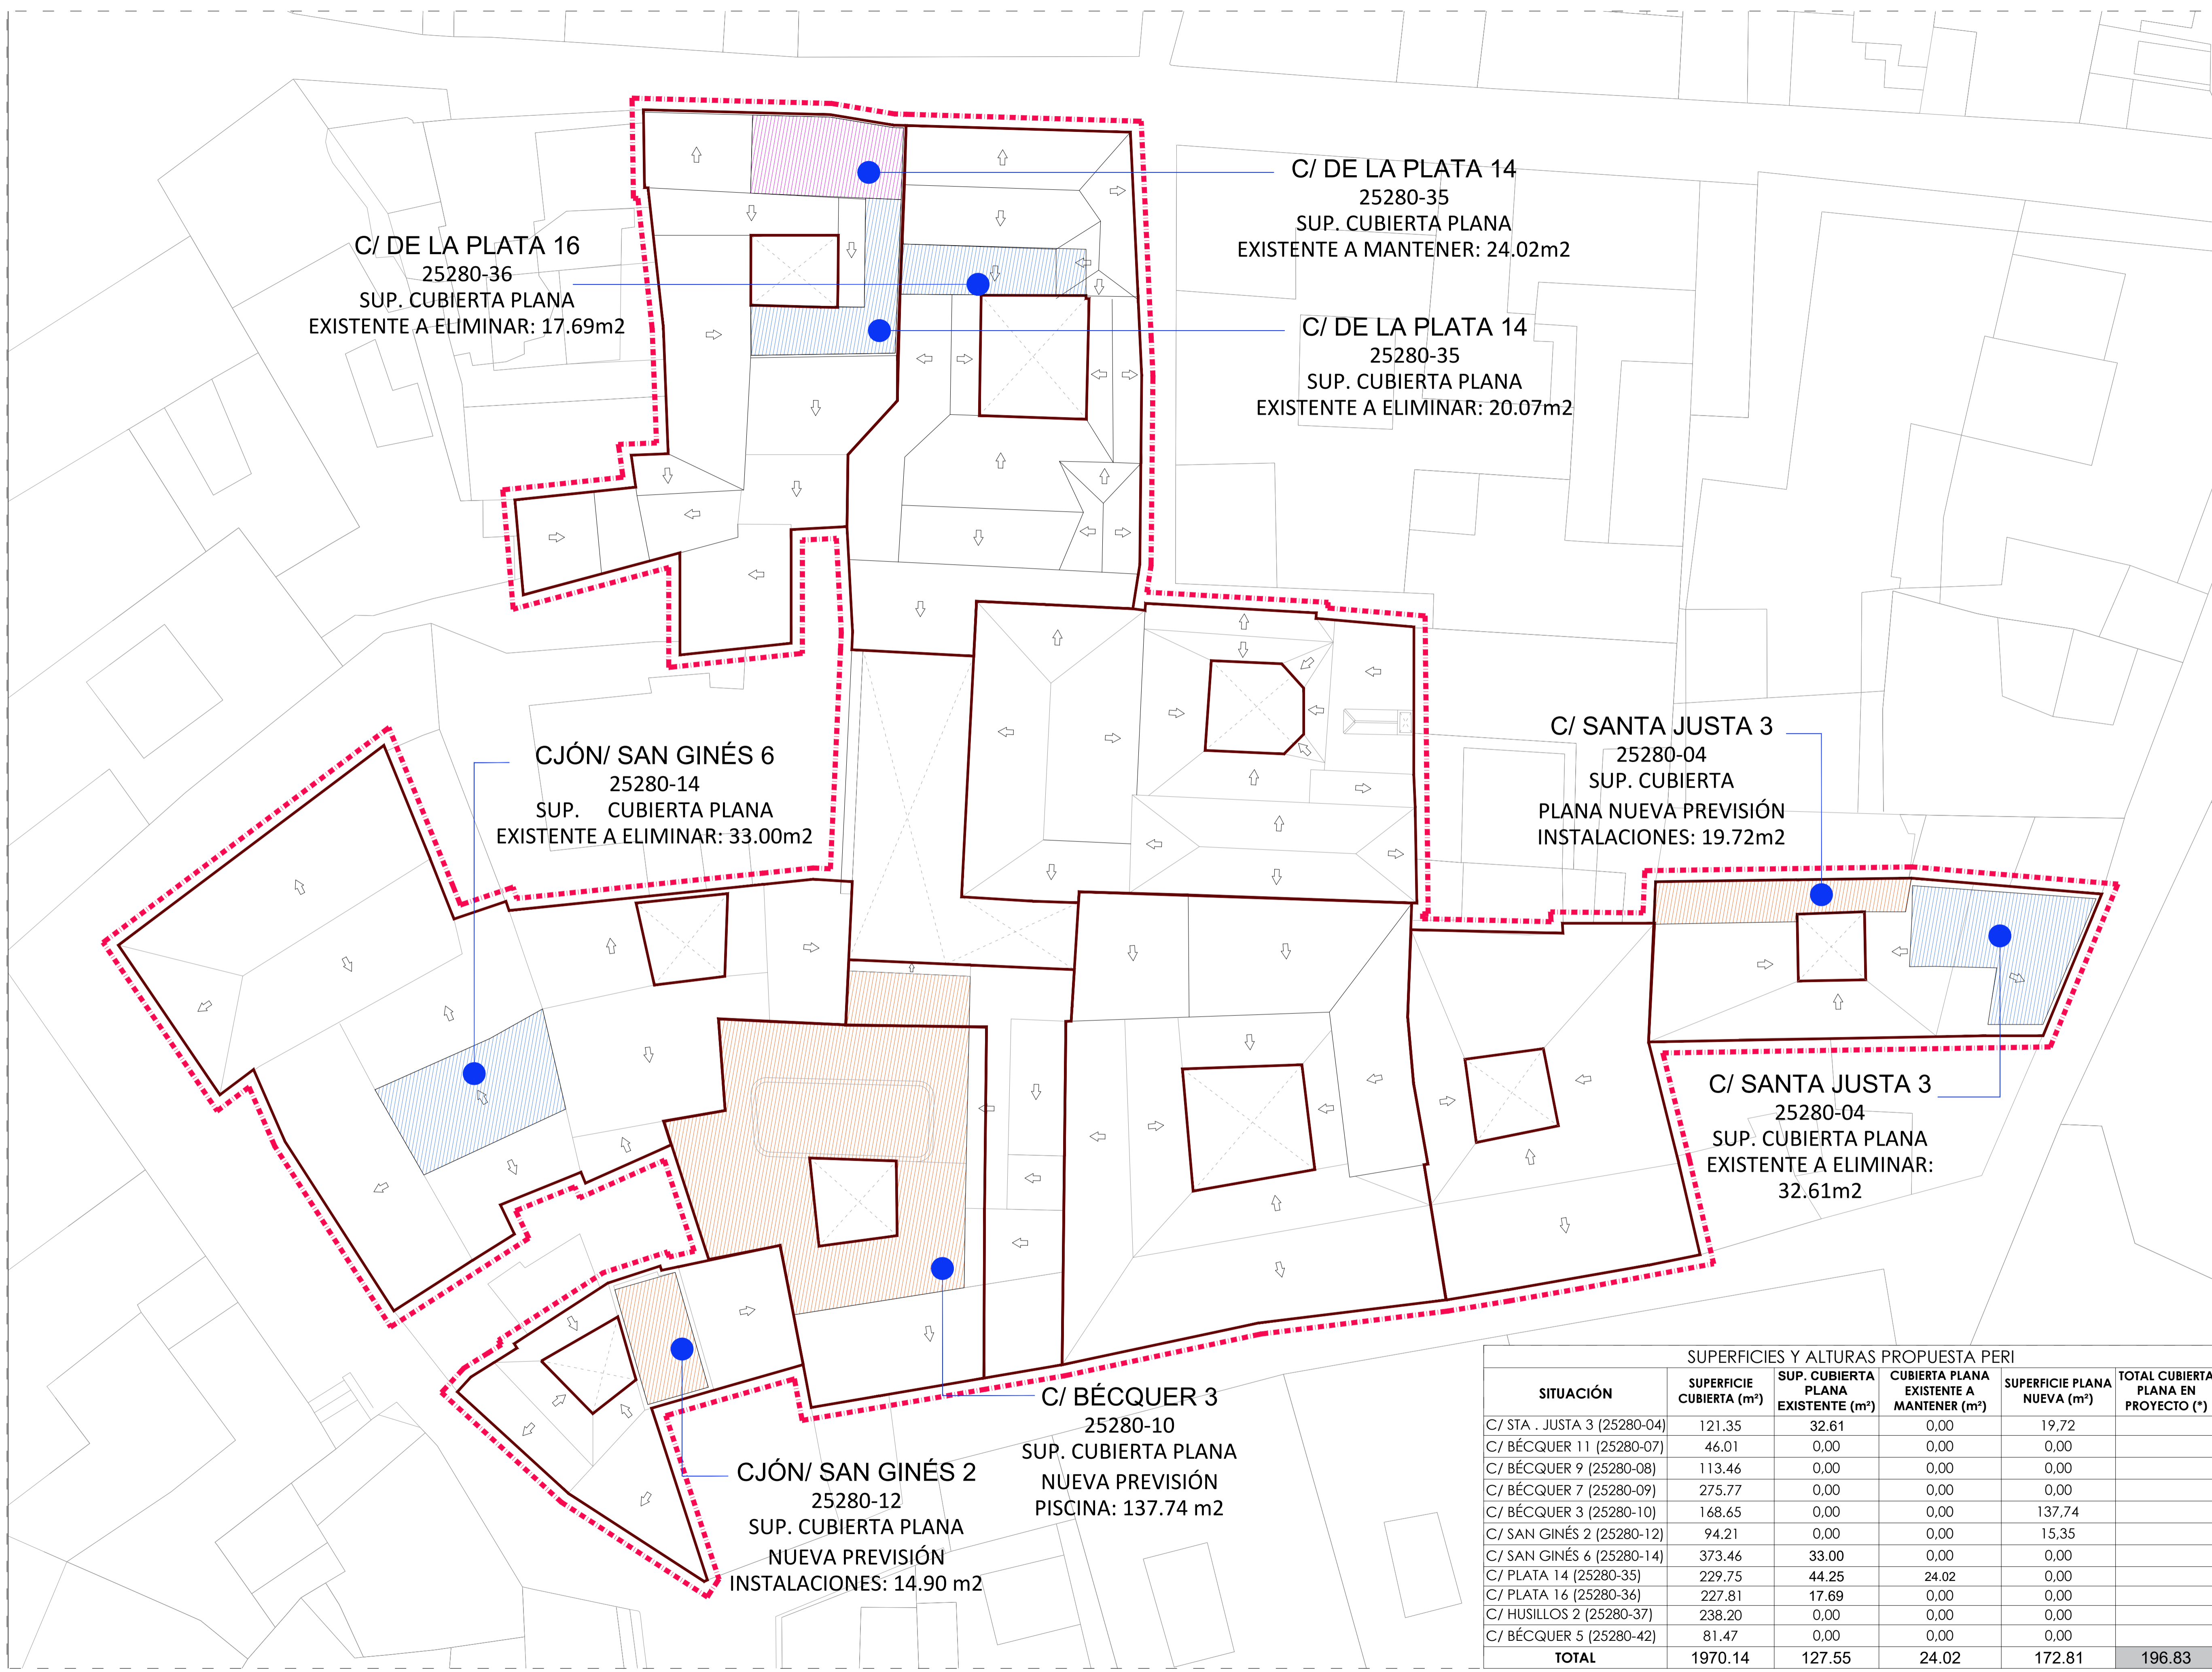 C/ DE LA PLATA 14
25280-35
SUP. CUBIERTA PLANA
EXISTENTE A MANTENER: 24.02m2
C/ DE LA PLATA 16
25280-36
SUP. CUBIERTA PLANA
EXISTENTE A ELIMINAR: 17.69m2
C/ DE LA PLATA 14
25280-35
SUP. CUBIERTA PLANA
EXISTENTE A ELIMINAR: 20.07m2
CJÓN/ SAN GINÉS 6
25280-14
SUP. CUBIERTA PLANA
EXISTENTE A ELIMINAR: 33.00m2
C/ SANTA JUSTA 3
25280-04
SUP. CUBIERTA
PLANA NUEVA PREVISIÓN
INSTALACIONES: 19.72m2
C/ SANTA JUSTA 3
25280-04
SUP. CUBIERTA PLANA
EXISTENTE A ELIMINAR:
32.61m2
C/ BÉCQUER 3
25280-10
SUP. CUBIERTA PLANA
NUEVA PREVISIÓN
PISCINA: 137.74 m2
CJÓN/ SAN GINÉS 2
25280-12
SUP. CUBIERTA PLANA
NUEVA PREVISIÓN
INSTALACIONES: 14.90 m2
SUPERFICIES Y ALTURAS PROPUESTA PERI
SITUACIÓN SUPERFICIE CUBIERTA (m²) SUP. CUBIERTA PLANA EXISTENTE (m²) CUBIERTA PLANA EXISTENTE A MANTENER (m²) SUPERFICIE PLANA NUEVA (m²) TOTAL CUBIERTA PLANA EN PROYECTO (*)
C/ STA . JUSTA 3 (25280-04) 121.35 32.61 0,00 19,72
C/ BÉCQUER 11 (25280-07) 46.01 0,00 0,00 0,00
C/ BÉCQUER 9 (25280-08) 113.46 0,00 0,00 0,00
C/ BÉCQUER 7 (25280-09) 275.77 0,00 0,00 0,00
C/ BÉCQUER 3 (25280-10) 168.65 0,00 0,00 137,74
C/ SAN GINÉS 2 (25280-12) 94.21 0,00 0,00 15,35
C/ SAN GINÉS 6 (25280-14) 373.46 33.00 0,00 0,00
C/ PLATA 14 (25280-35) 229.75 44.25 24.02 0,00
C/ PLATA 16 (25280-36) 227.81 17.69 0,00 0,00
C/ HUSILLOS 2 (25280-37) 238.20 0,00 0,00 0,00
C/ BÉCQUER 5 (25280-42) 81.47 0,00 0,00 0,00
TOTAL 1970.14 127.55 24.02 172.81 196.83